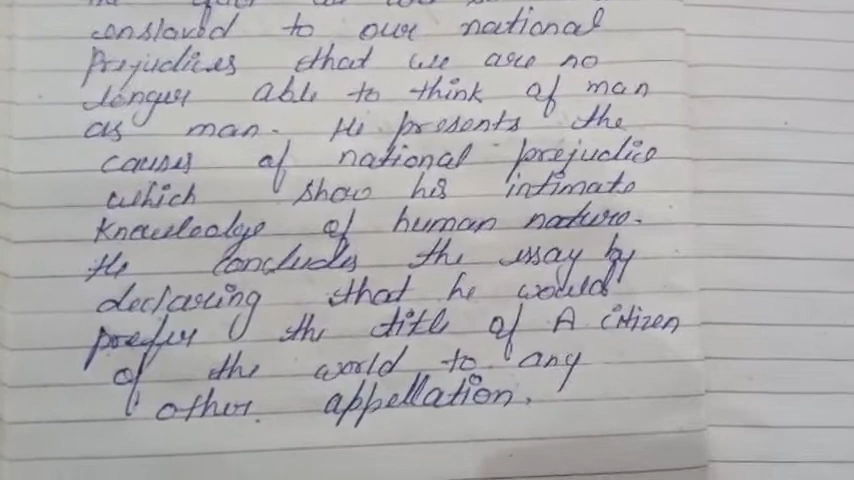 enslaved to our national
Prejudices that we are no
longer able to think of man
as man. He presents the
causes of national prejudice
which show his intimate
knowledge of human nature.
He concludes the essay by
declaring that he would
prefer the title of A citizen
of the world to any
other appellation.